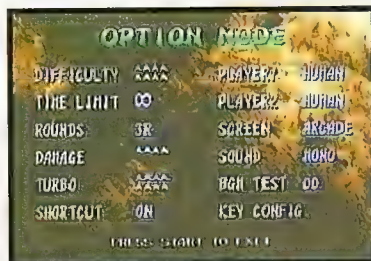 OPTION MODE
DIFFICULTY
TIME LIMIT ∞
ROUNDS 3R
DAMAGE
TURBO
SHORTCUT ON
PLAYER1 HUMAN
PLAYER2 HUMAN
SCREEN ARCADE
SOUND MONO
BGM TEST 00
KEY CONFIG
PRESS START TO EXIT